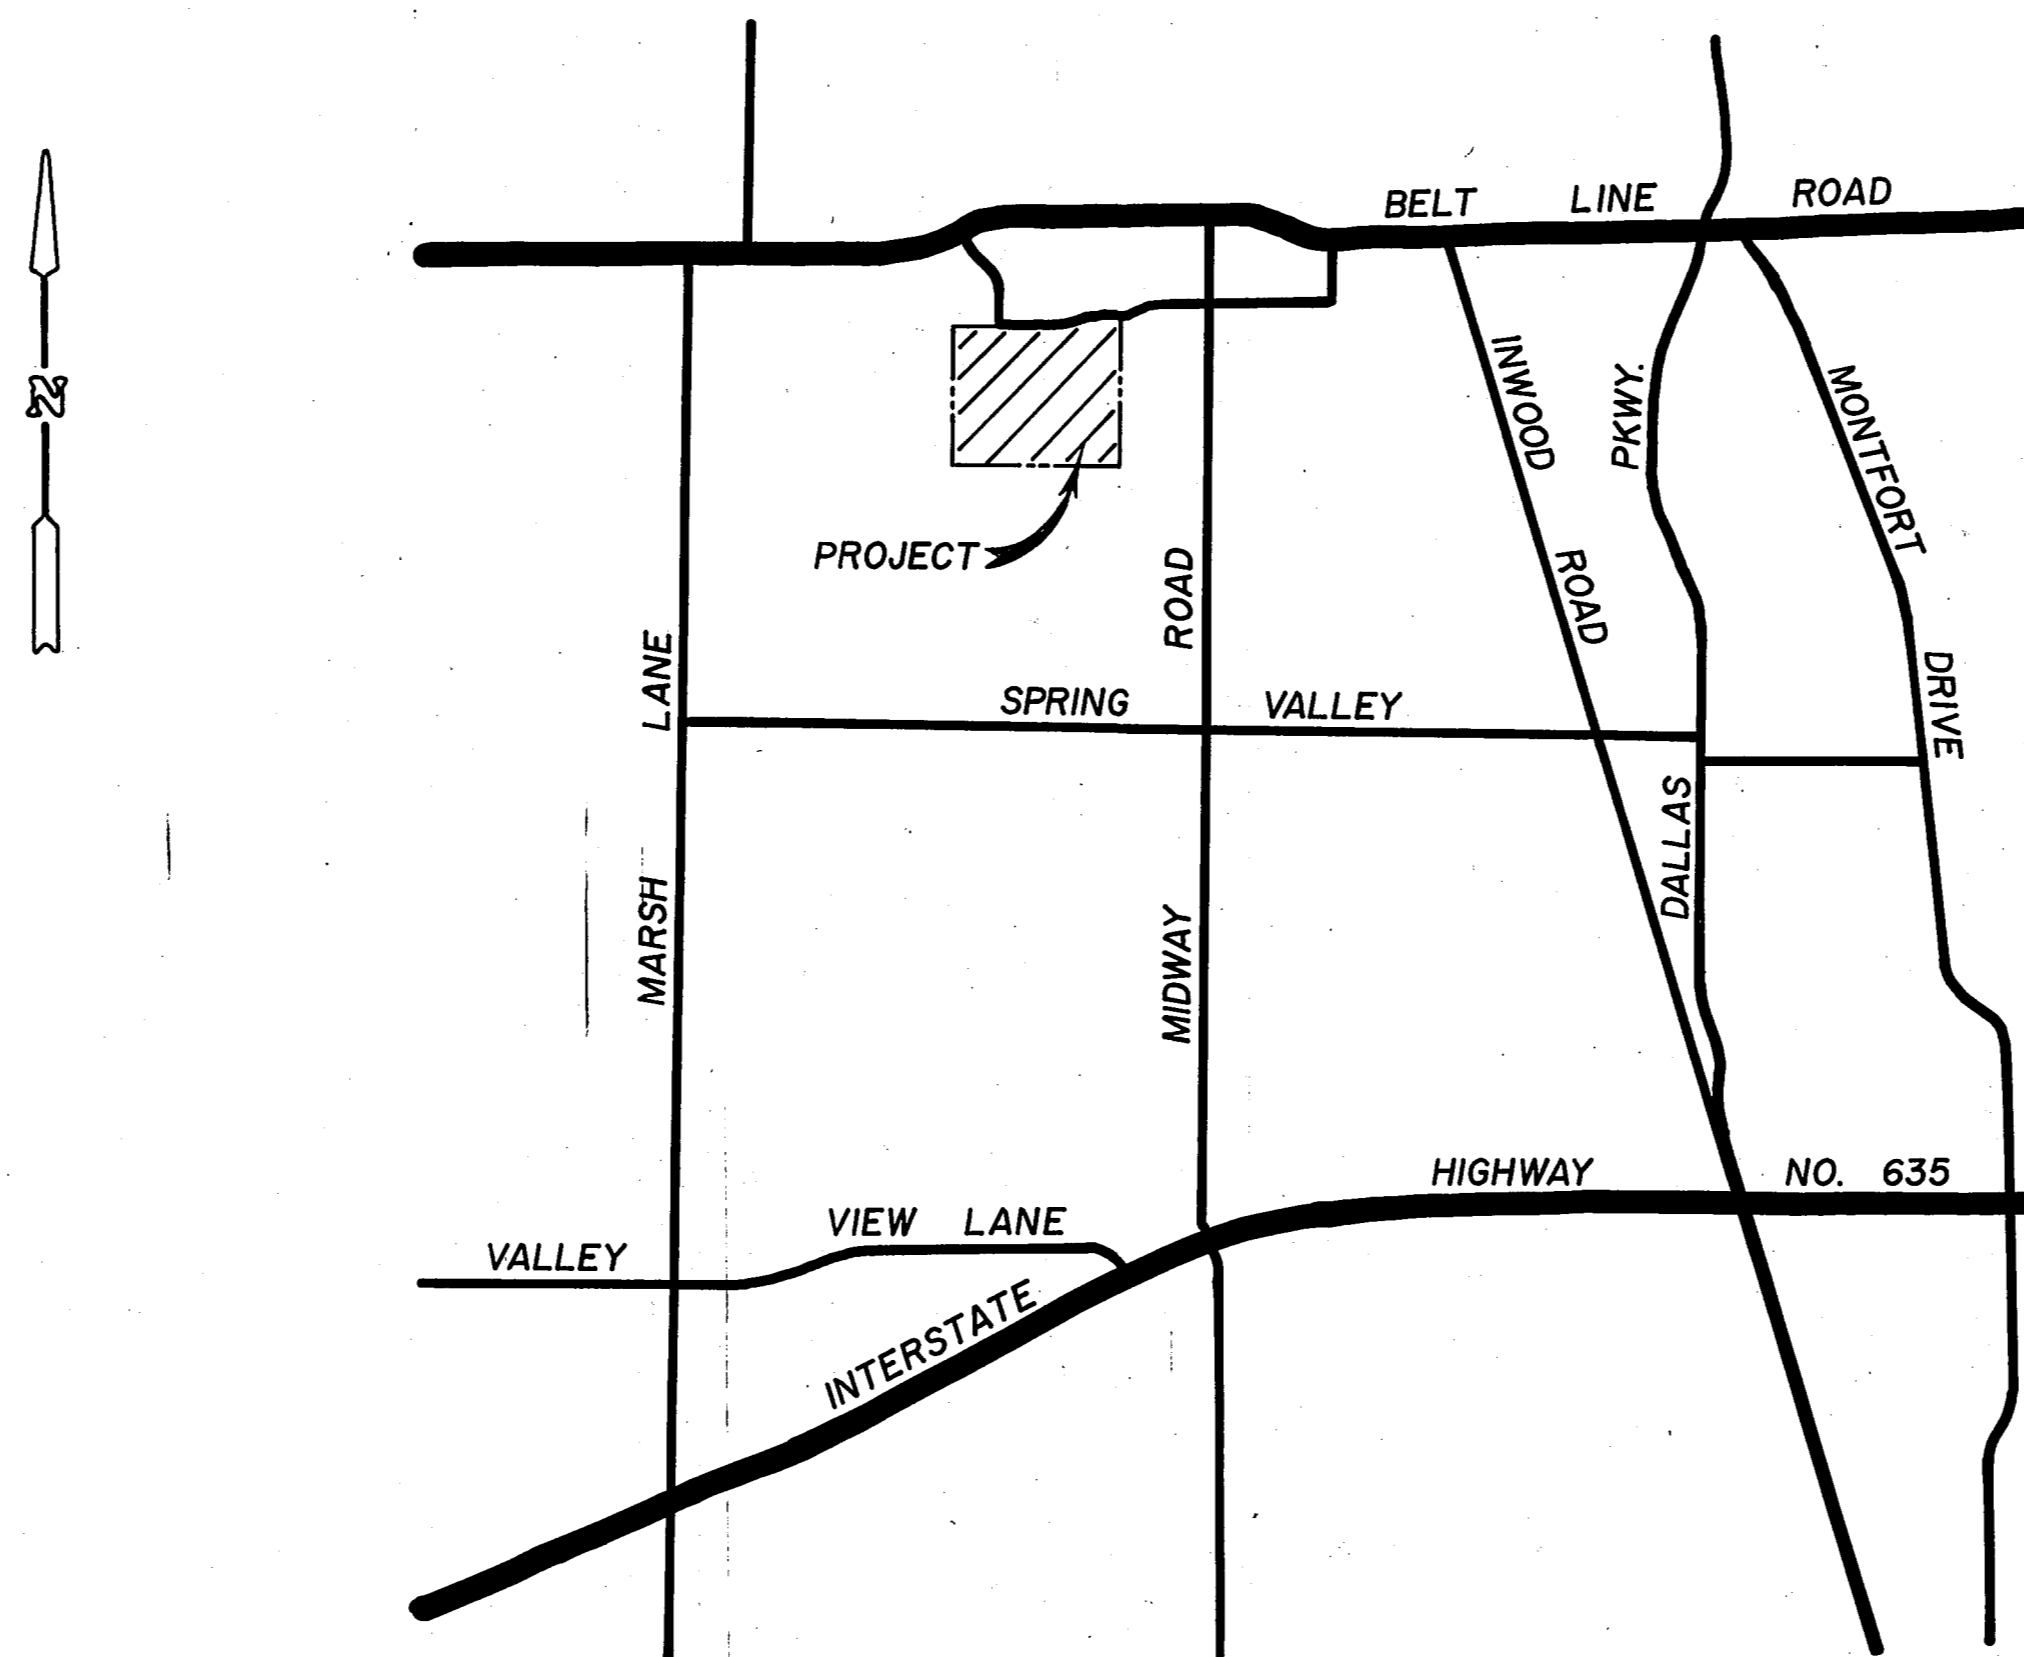 BELT LINE ROAD
N
INWOOD ROAD
PKWY.
MONTFORT DRIVE
PROJECT
MARSH LANE
MIDWAY ROAD
SPRING VALLEY
DALLAS
HIGHWAY NO. 635
VALLEY VIEW LANE
INTERSTATE